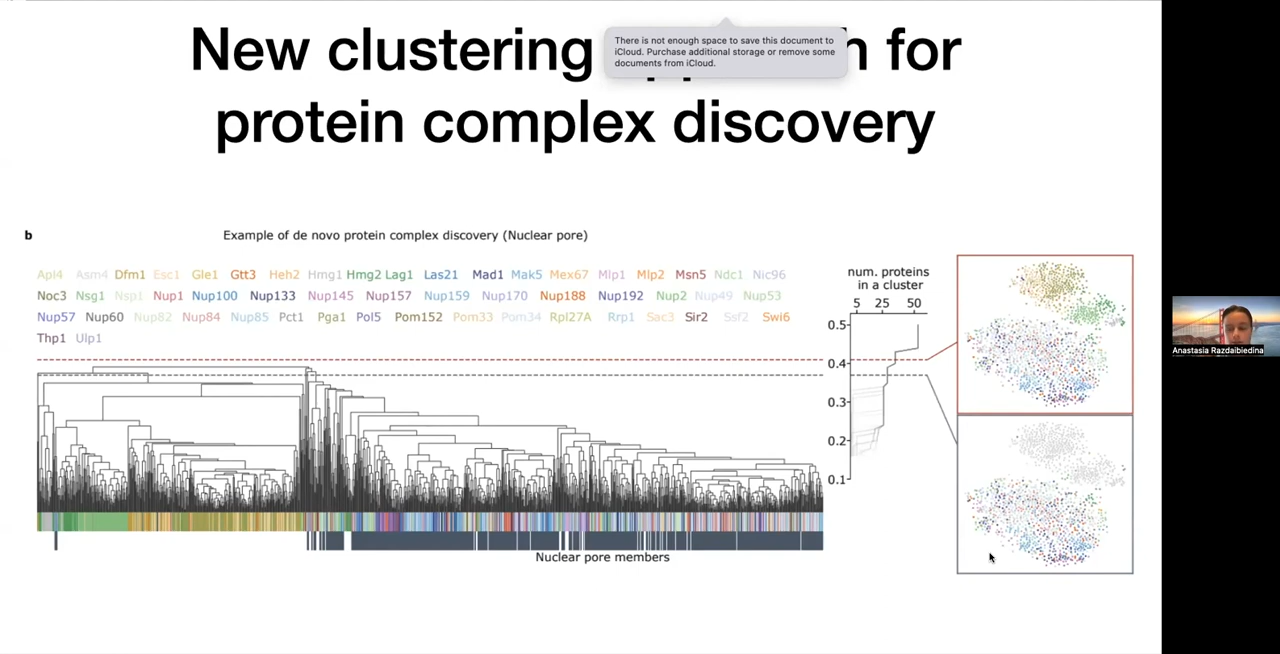 New clustering h for
protein complex discovery
There is not enough space to save this document to
iCloud. Purchase additional storage or remove some
documents from iCloud.
b
Example of de novo protein complex discovery (Nuclear pore)
Apl4 Asm4 Dfm1 Esc1 Gle1 Gtt3 Heh2 Hmg1 Hmg2 Lag1 Las21 Mad1 Mak5 Mex67 Mlp1 Mlp2 Msn5 Ndc1 Nic96
Noc3 Nsg1 Nsp1 Nup1 Nup100 Nup133 Nup145 Nup157 Nup159 Nup170 Nup188 Nup192 Nup2 Nup49 Nup53
Nup57 Nup60 Nup82 Nup84 Nup85 Pct1 Pga1 Pol5 Pom152 Pom33 Pom34 Rpl27A Rrp1 Sac3 Sir2 Ssf2 Swi6
Thp1 Ulp1
num. proteins
in a cluster
5 25 50
0.5
0.4
0.3
0.2
0.1
Nuclear pore members
Anastasia Razdaibiedina